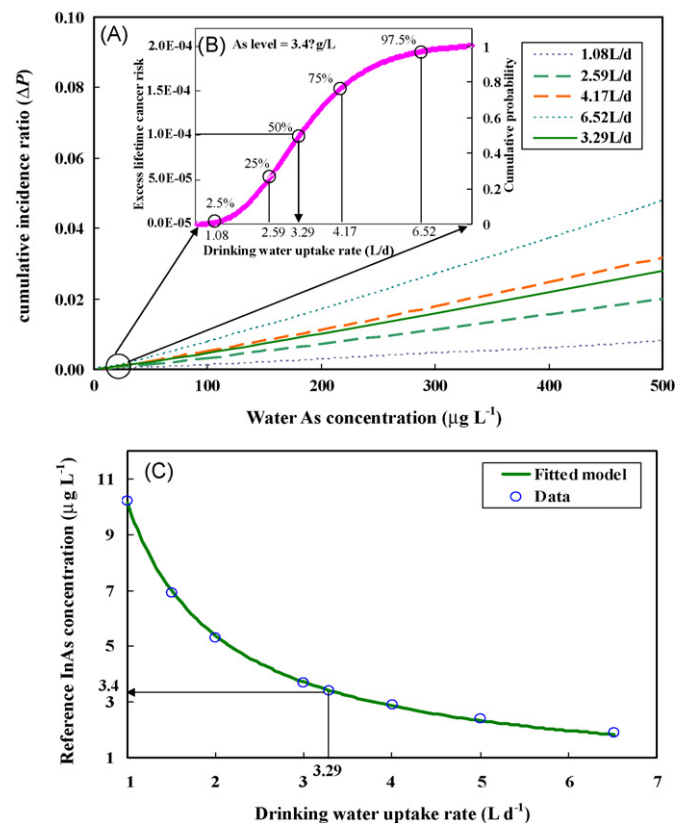 (A)
cumulative incidence ratio (ΔP)
0.10
0.08
0.06
0.04
0.02
0.00
0
100
200
300
400
500
Water As concentration (μg L⁻¹)
1.08L/d
2.59L/d
4.17L/d
6.52L/d
3.29L/d
(B)
As level = 3.4?g/L
Excess lifetime cancer risk
2.0E-04
1.5E-04
1.0E-04
5.0E-05
0.0E-05
2.5%
25%
50%
75%
97.5%
1
0.8
0.6
0.4
0.2
0
Cumulative probability
1.08
2.59
3.29
4.17
6.52
Drinking water uptake rate (L/d)
(C)
Reference InAs concentration (μg L⁻¹)
11
9
7
5
3.4
3
1
Fitted model
Data
1
2
3
3.29
4
5
6
7
Drinking water uptake rate (L d⁻¹)